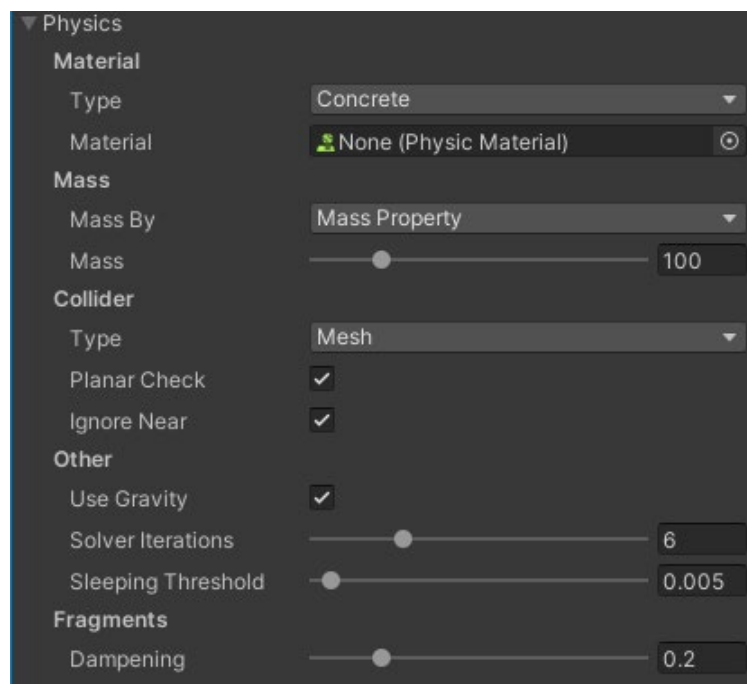 Physics
Material
Type Concrete
Material None (Physic Material)
Mass
Mass By Mass Property
Mass 100
Collider
Type Mesh
Planar Check
Ignore Near
Other
Use Gravity
Solver Iterations 6
Sleeping Threshold 0.005
Fragments
Dampening 0.2